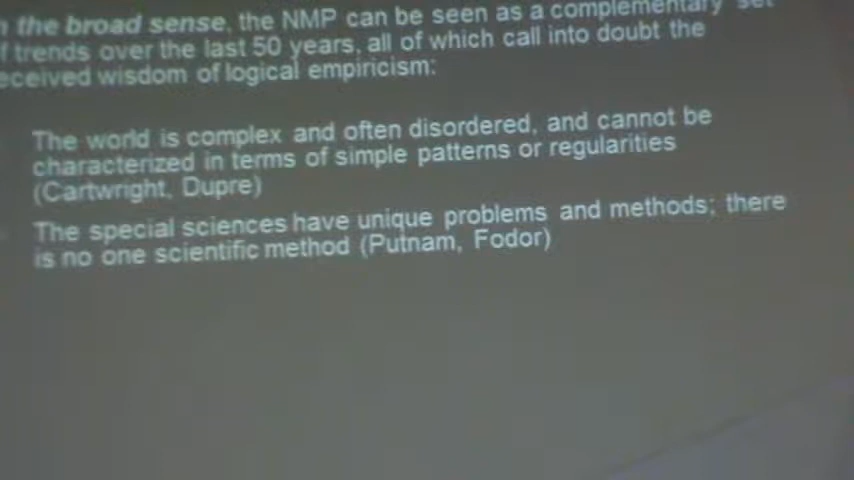 the broad sense, the NMP can be seen as a complementary set
trends over the last 50 years, all of which call into doubt the
eceived wisdom of logical empiricism:
The world is complex and often disordered, and cannot be
characterized in terms of simple patterns or regularities
(Cartwright, Dupre)
The special sciences have unique problems and methods; there
is no one scientific method (Putnam, Fodor)